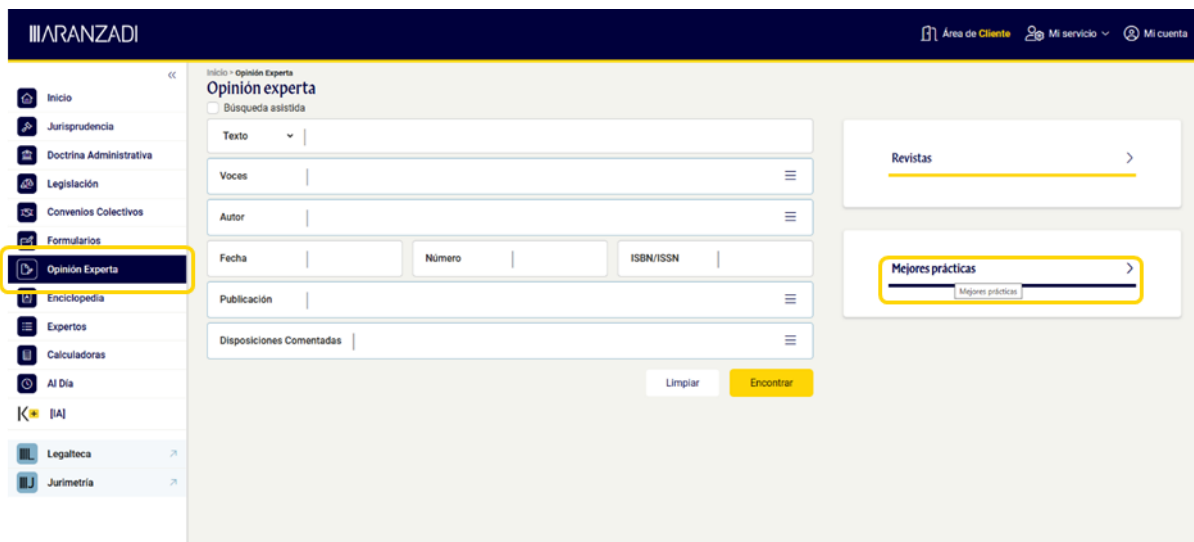 ARANZADI
Área de Cliente
Mi servicio
Mi cuenta
Inicio
Jurisprudencia
Doctrina Administrativa
Legislación
Convenios Colectivos
Formularios
Opinión Experta
Enciclopedia
Expertos
Calculadoras
Al Día
K+ [IA]
Legalteca
Jurimetría
Inicio > Opinión Experta
Opinión experta
Búsqueda asistida
Texto
Voces
Autor
Fecha
Número
ISBN/ISSN
Publicación
Disposiciones Comentadas
Limpiar
Encontrar
Revistas
Mejores prácticas
Mejores prácticas